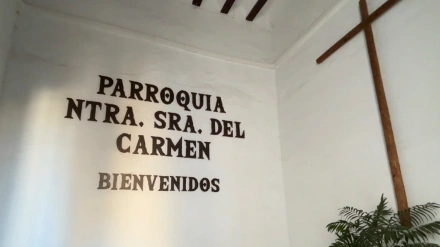 PARROQUIA
NTRA. SRA. DEL
CARMEN
BIENVENIDOS